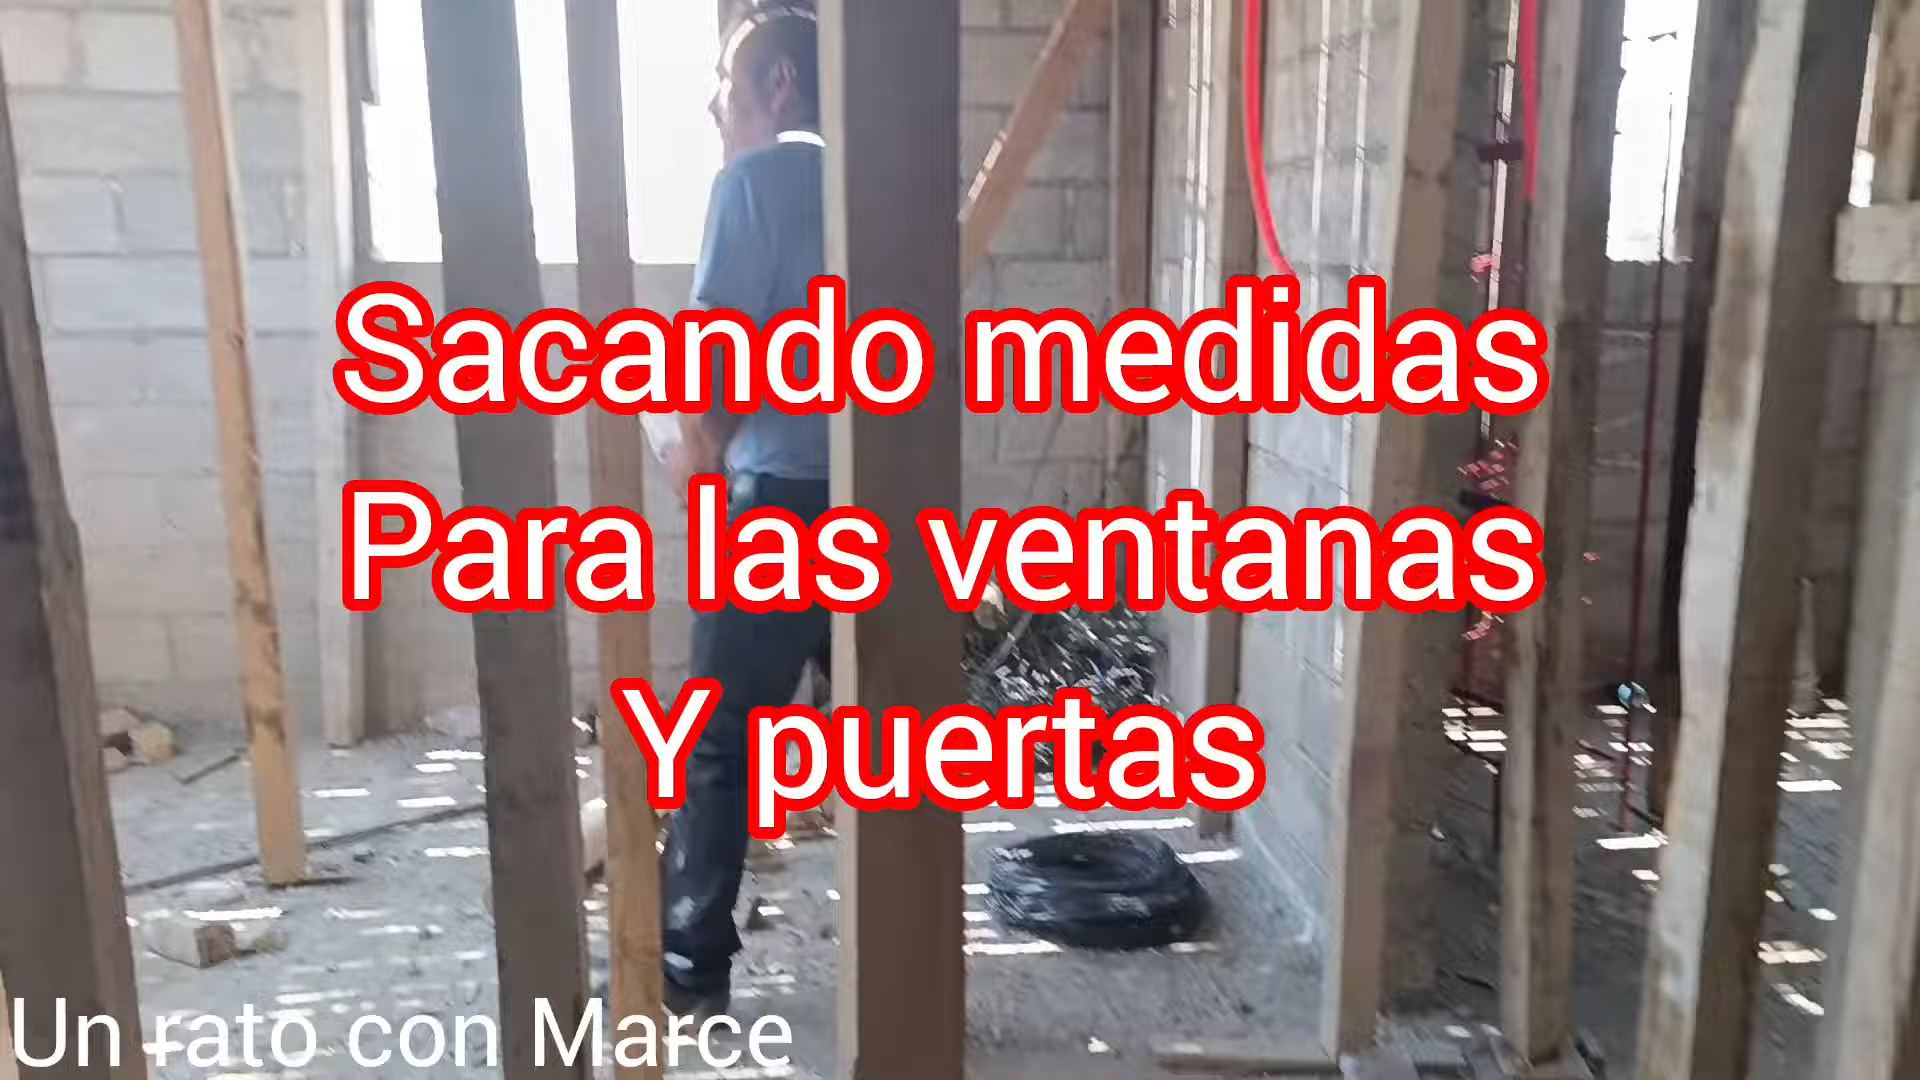 Sacando medidas
Para las ventanas
Y puertas
Un rato con Marce